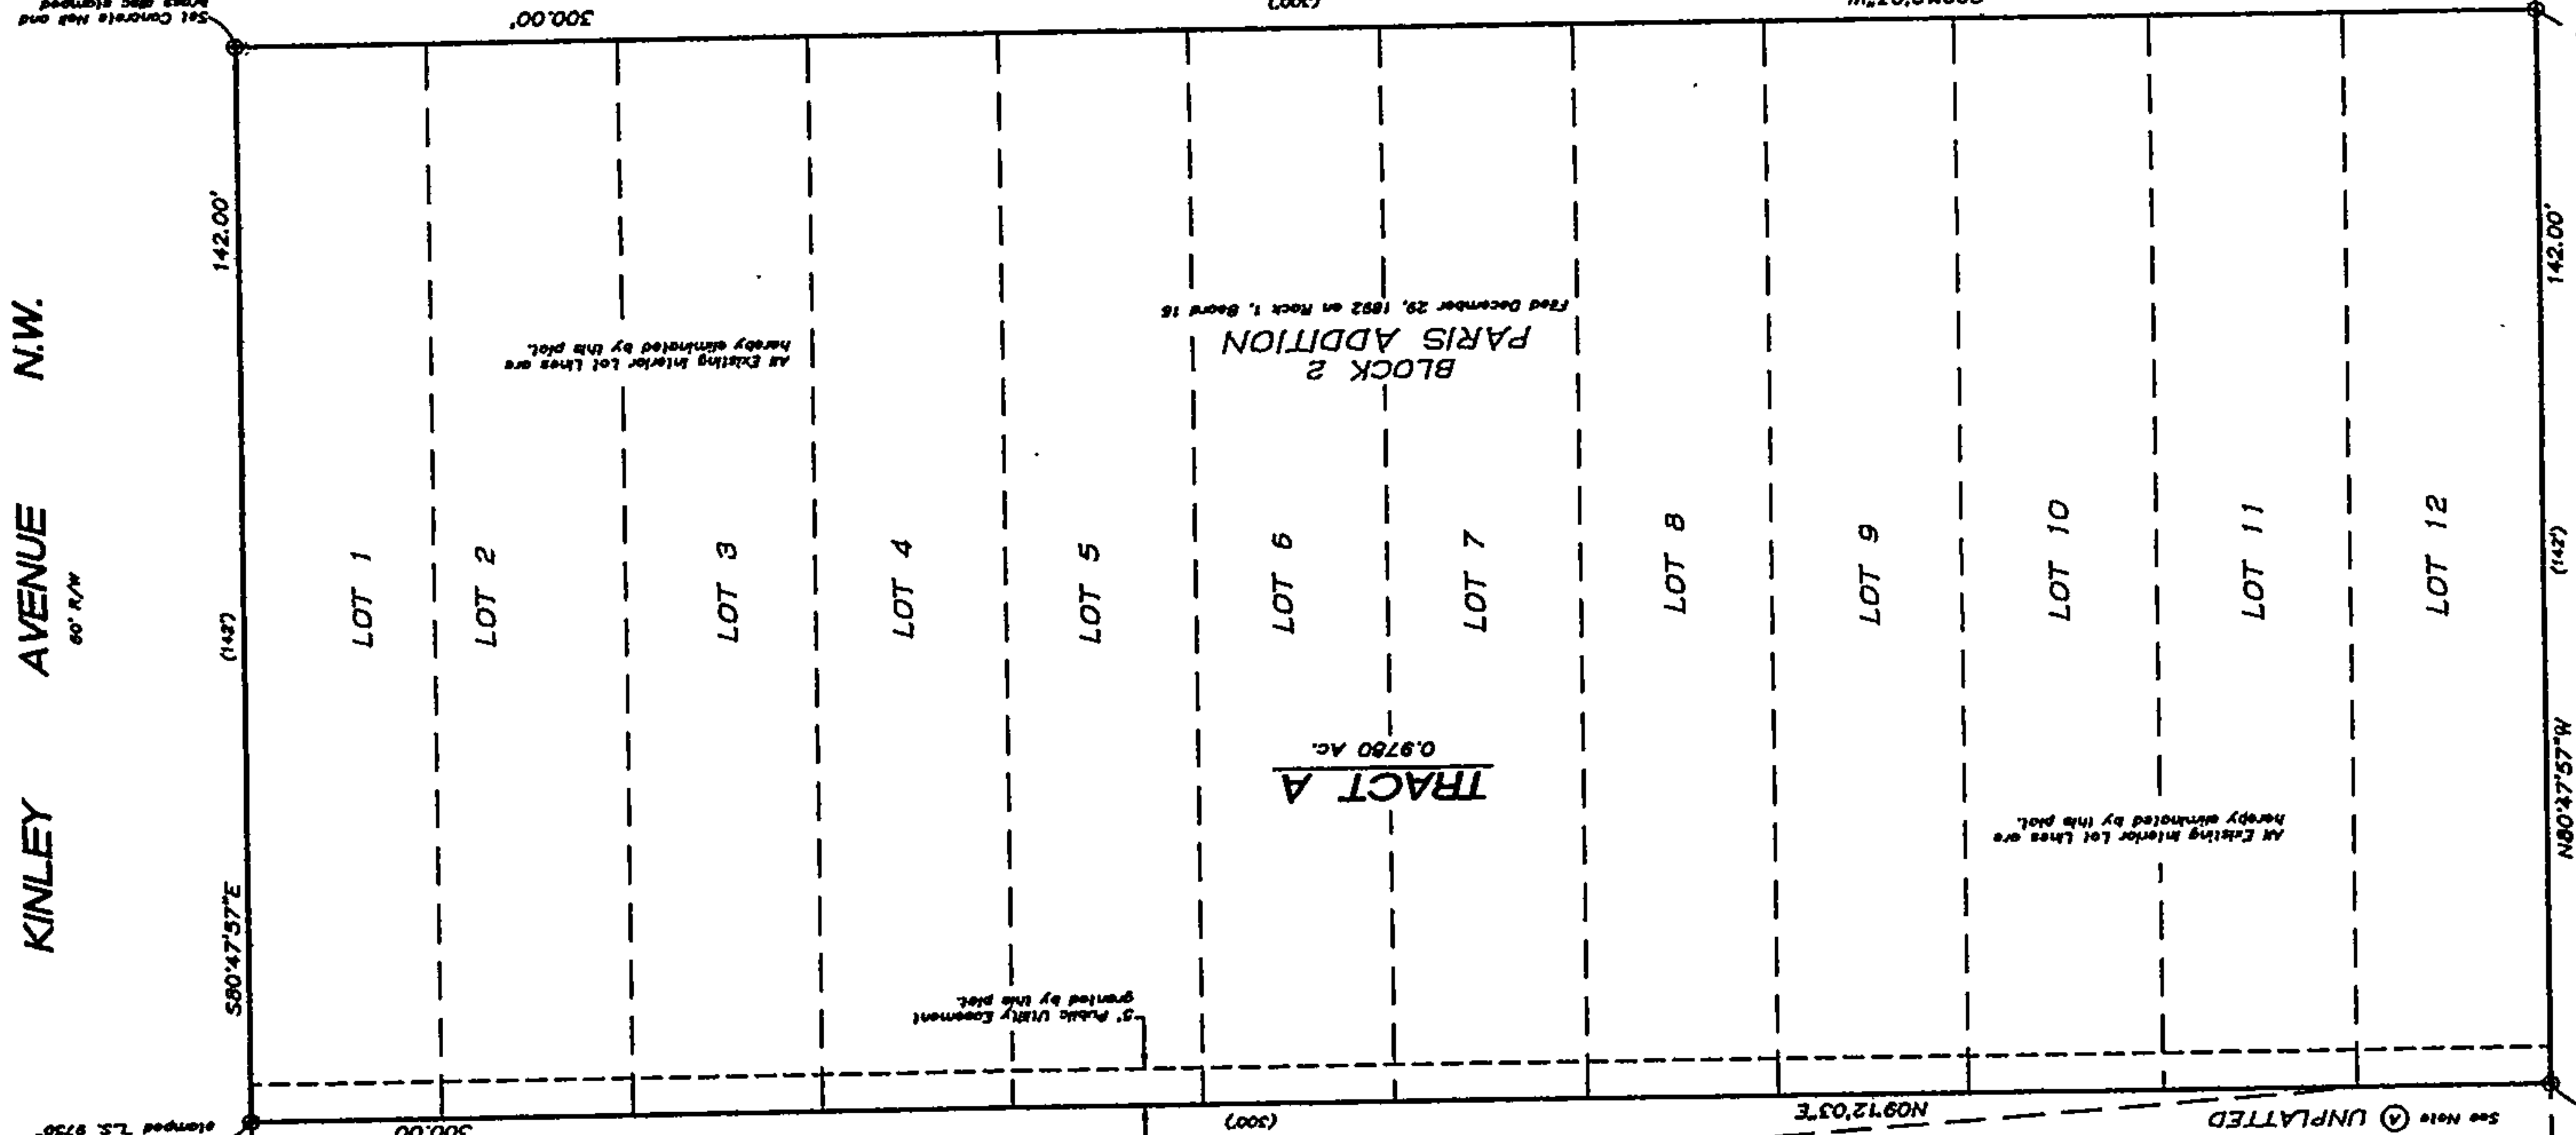 Set Concrete Nail and
brass disc stamped
300.00'
(300')
142.00'
(142')
S80°47'57"E
KINLEY AVENUE N.W.
60' R/W
LOT 1
LOT 2
LOT 3
LOT 4
LOT 5
LOT 6
LOT 7
LOT 8
LOT 9
LOT 10
LOT 11
LOT 12
All Existing Interior Lot Lines are
hereby eliminated by this plat.
BLOCK 2
PARIS ADDITION
Filed December 29, 1892 on Rack 1, Board 15
TRACT A
0.9780 Ac.
5' Public Utility Easement
granted by this plat.
All Existing Interior Lot Lines are
hereby eliminated by this plat.
142.00'
(142')
N80°47'57"W
stamped "L.S. 9750"
300.00'
(300')
N09°12'03"E
See Note A UNPLATTED